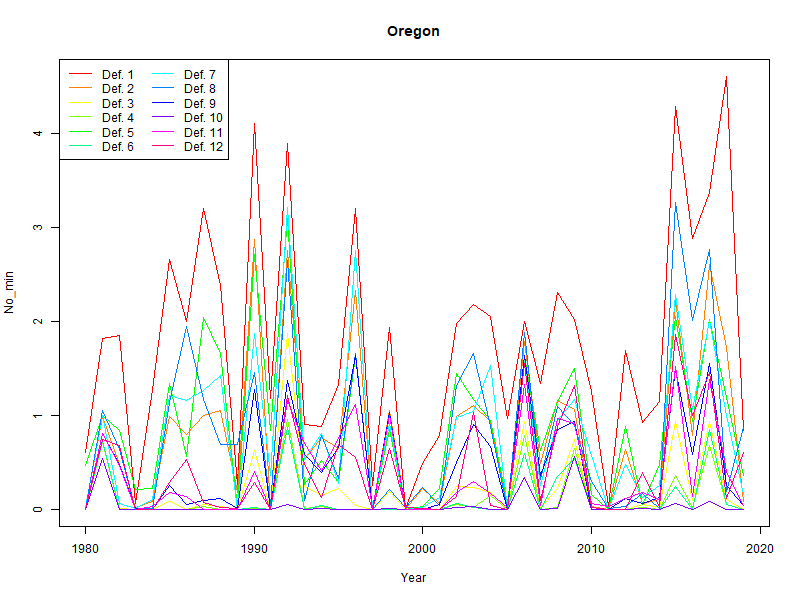 Oregon
Def. 1 Def. 7
Def. 2 Def. 8
Def. 3 Def. 9
Def. 4 Def. 10
Def. 5 Def. 11
Def. 6 Def. 12
No_min
4
3
2
1
0
1980 1990 2000 2010 2020
Year